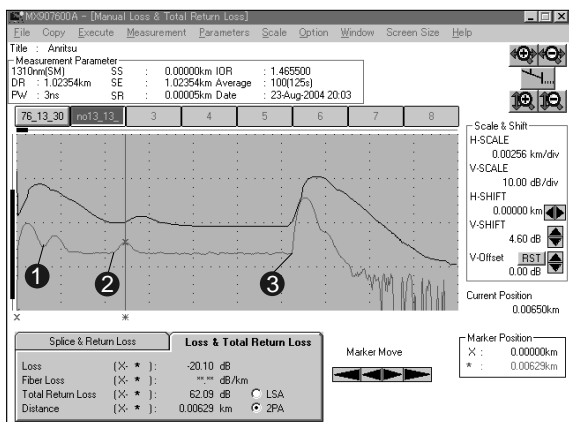 MX907600A - [Manual Loss & Total Return Loss]
File Copy Execute Measurement Parameters Scale Option Window Screen Size Help
Title : Anritsu
Measurement Parameter
1310nm(SM) SS : 0.00000km IOR : 1.465500
DR : 1.02354km SE : 1.02354km Average : 100(125s)
PW : 3ns SR : 0.00005km Date : 23-Aug-2004 20:03
76_13_30 no13_13_ 3 4 5 6 7 8
Scale & Shift
H-SCALE
0.00256 km/div
V-SCALE
10.00 dB/div
H-SHIFT
0.00000 km
V-SHIFT
4.60 dB
V-Offset RST
0.00 dB
1
2
3
x
*
Current Position
0.00650km
Splice & Return Loss Loss & Total Return Loss
Loss (X- * ): -20.10 dB
Fiber Loss (X- * ): **.** dB/km
Total Return Loss (X- * ): 62.09 dB LSA
Distance (X- * ): 0.00629 km 2PA
Marker Move
Marker Position
X : 0.00000km
* : 0.00629km